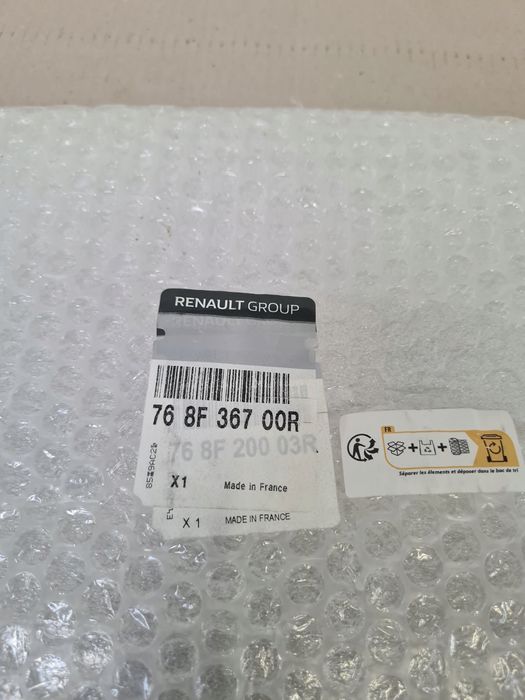 RENAULT GROUP
RENAULT
76 8F 367 00R
76 8F 200 03R
X1 Made in France
X 1 MADE IN FRANCE
FR
Séparer les éléments et déposer dans le bac de tri